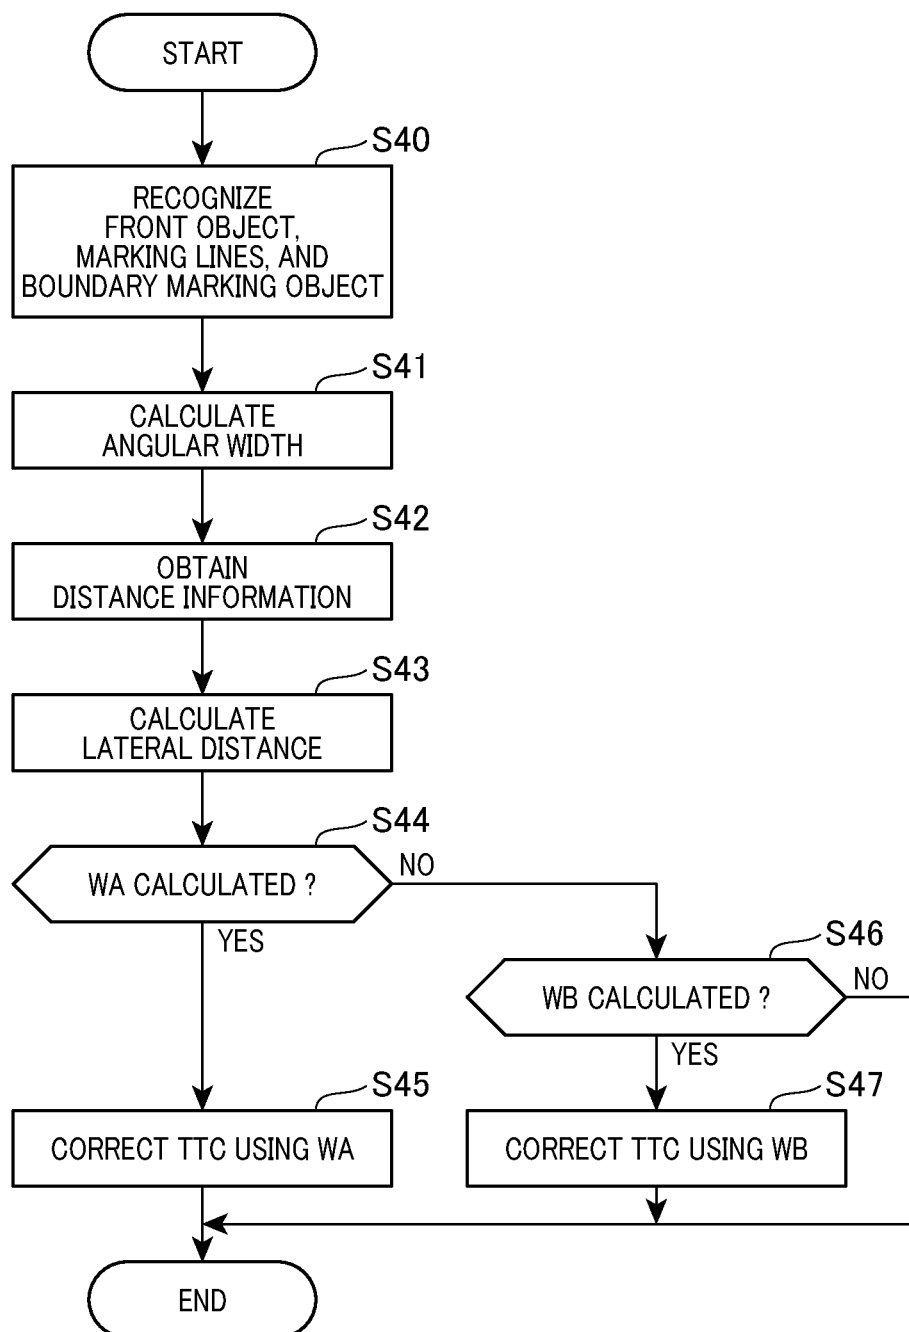 START
S40
RECOGNIZE
FRONT OBJECT,
MARKING LINES, AND
BOUNDARY MARKING OBJECT
S41
CALCULATE
ANGULAR WIDTH
S42
OBTAIN
DISTANCE INFORMATION
S43
CALCULATE
LATERAL DISTANCE
S44
WA CALCULATED ?
NO
YES
S46
WB CALCULATED ?
NO
YES
S45
CORRECT TTC USING WA
S47
CORRECT TTC USING WB
END